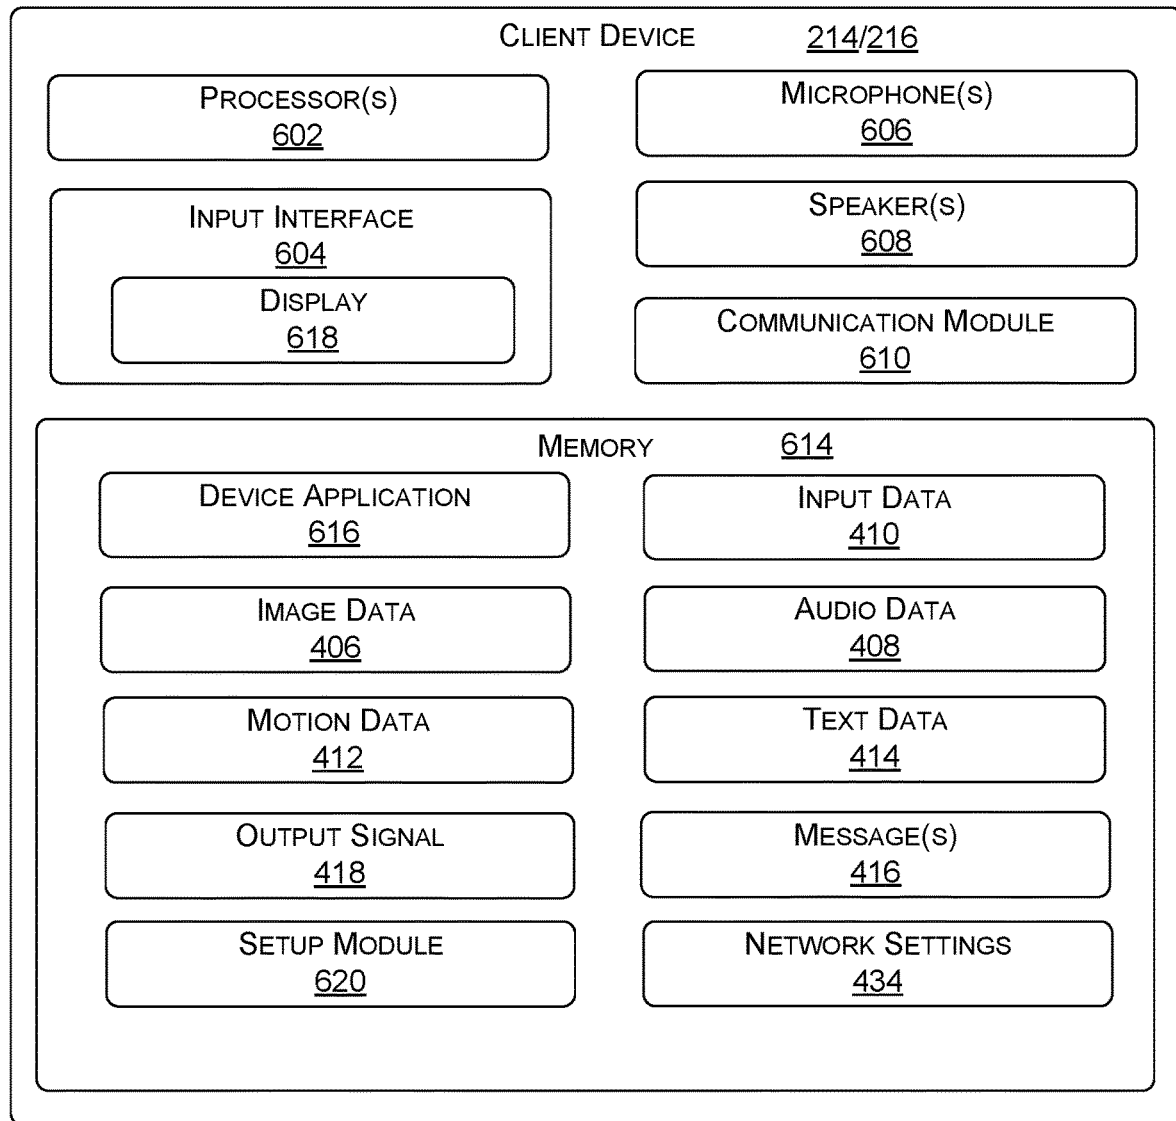 CLIENT DEVICE 214/216
PROCESSOR(S)
602
MICROPHONE(S)
606
INPUT INTERFACE
604
DISPLAY
618
SPEAKER(S)
608
COMMUNICATION MODULE
610
MEMORY 614
DEVICE APPLICATION
616
INPUT DATA
410
IMAGE DATA
406
AUDIO DATA
408
MOTION DATA
412
TEXT DATA
414
OUTPUT SIGNAL
418
MESSAGE(S)
416
SETUP MODULE
620
NETWORK SETTINGS
434